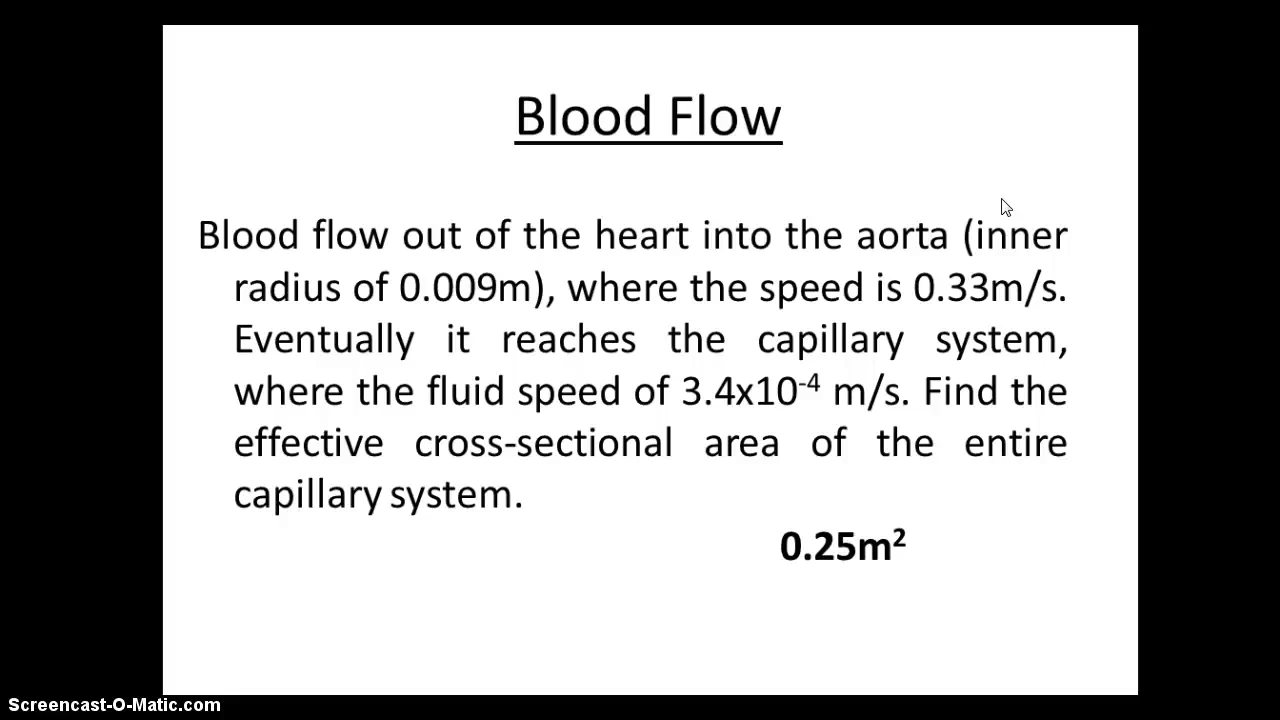 Blood Flow
Blood flow out of the heart into the aorta (inner
radius of 0.009m), where the speed is 0.33m/s.
Eventually it reaches the capillary system,
where the fluid speed of 3.4x10⁻⁴ m/s. Find the
effective cross-sectional area of the entire
capillary system.
0.25m²
Screencast-O-Matic.com